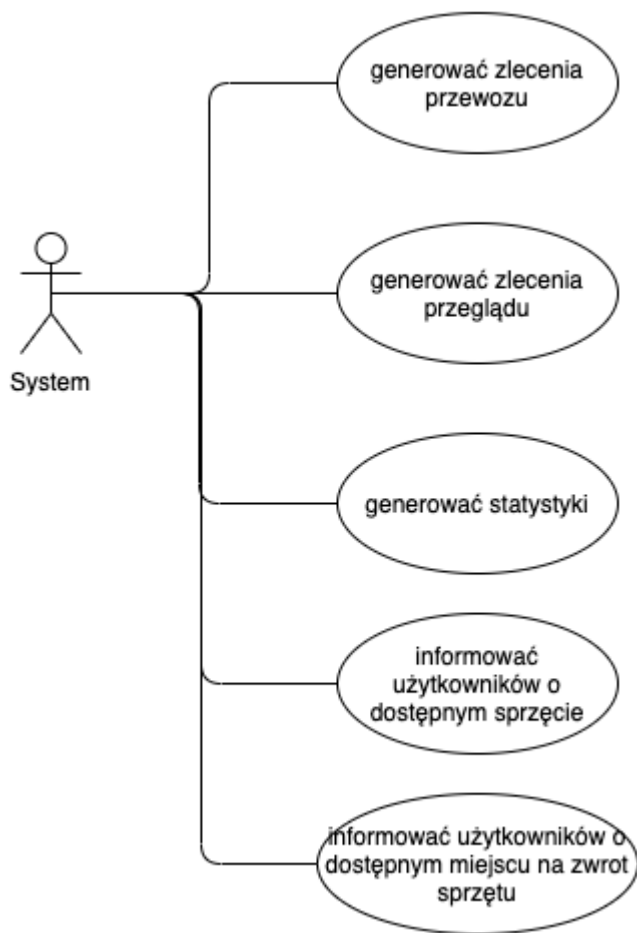 generować zlecenia
przewozu
generować zlecenia
przeglądu
System
generować statystyki
informować
użytkowników o
dostępnym sprzęcie
informować użytkowników o
dostępnym miejscu na zwrot
sprzętu